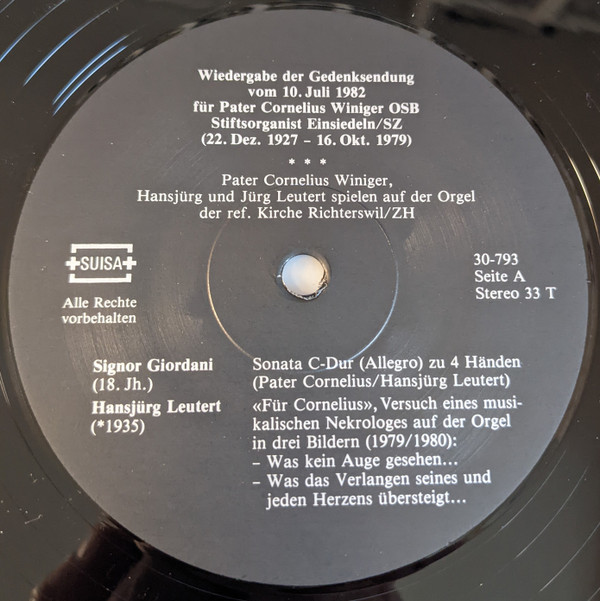 Wiedergabe der Gedenksendung
vom 10. Juli 1982
für Pater Cornelius Winiger OSB
Stiftsorganist Einsiedeln/SZ
(22. Dez. 1927 – 16. Okt. 1979)
* * *
Pater Cornelius Winiger,
Hansjürg und Jürg Leutert spielen auf der Orgel
der ref. Kirche Richterswil/ZH
SUISA
Alle Rechte
vorbehalten
30-793
Seite A
Stereo 33 T
Signor Giordani
(18. Jh.)
Sonata C-Dur (Allegro) zu 4 Händen
(Pater Cornelius/Hansjürg Leutert)
Hansjürg Leutert
(*1935)
«Für Cornelius», Versuch eines musi-
kalischen Nekrologes auf der Orgel
in drei Bildern (1979/1980):
– Was kein Auge gesehen...
– Was das Verlangen seines und
jeden Herzens übersteigt...